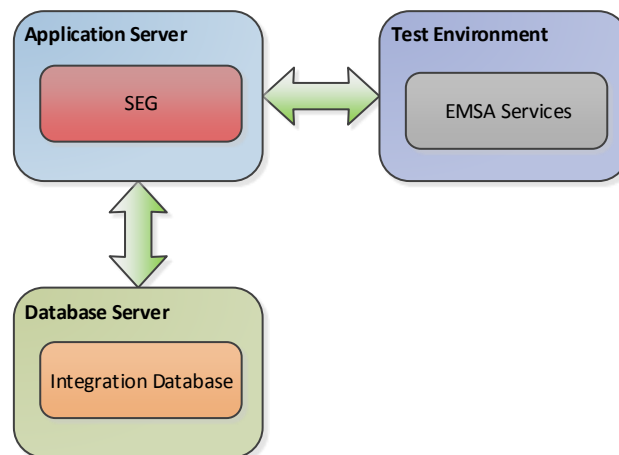 Application Server
SEG
Test Environment
EMSA Services
Database Server
Integration Database